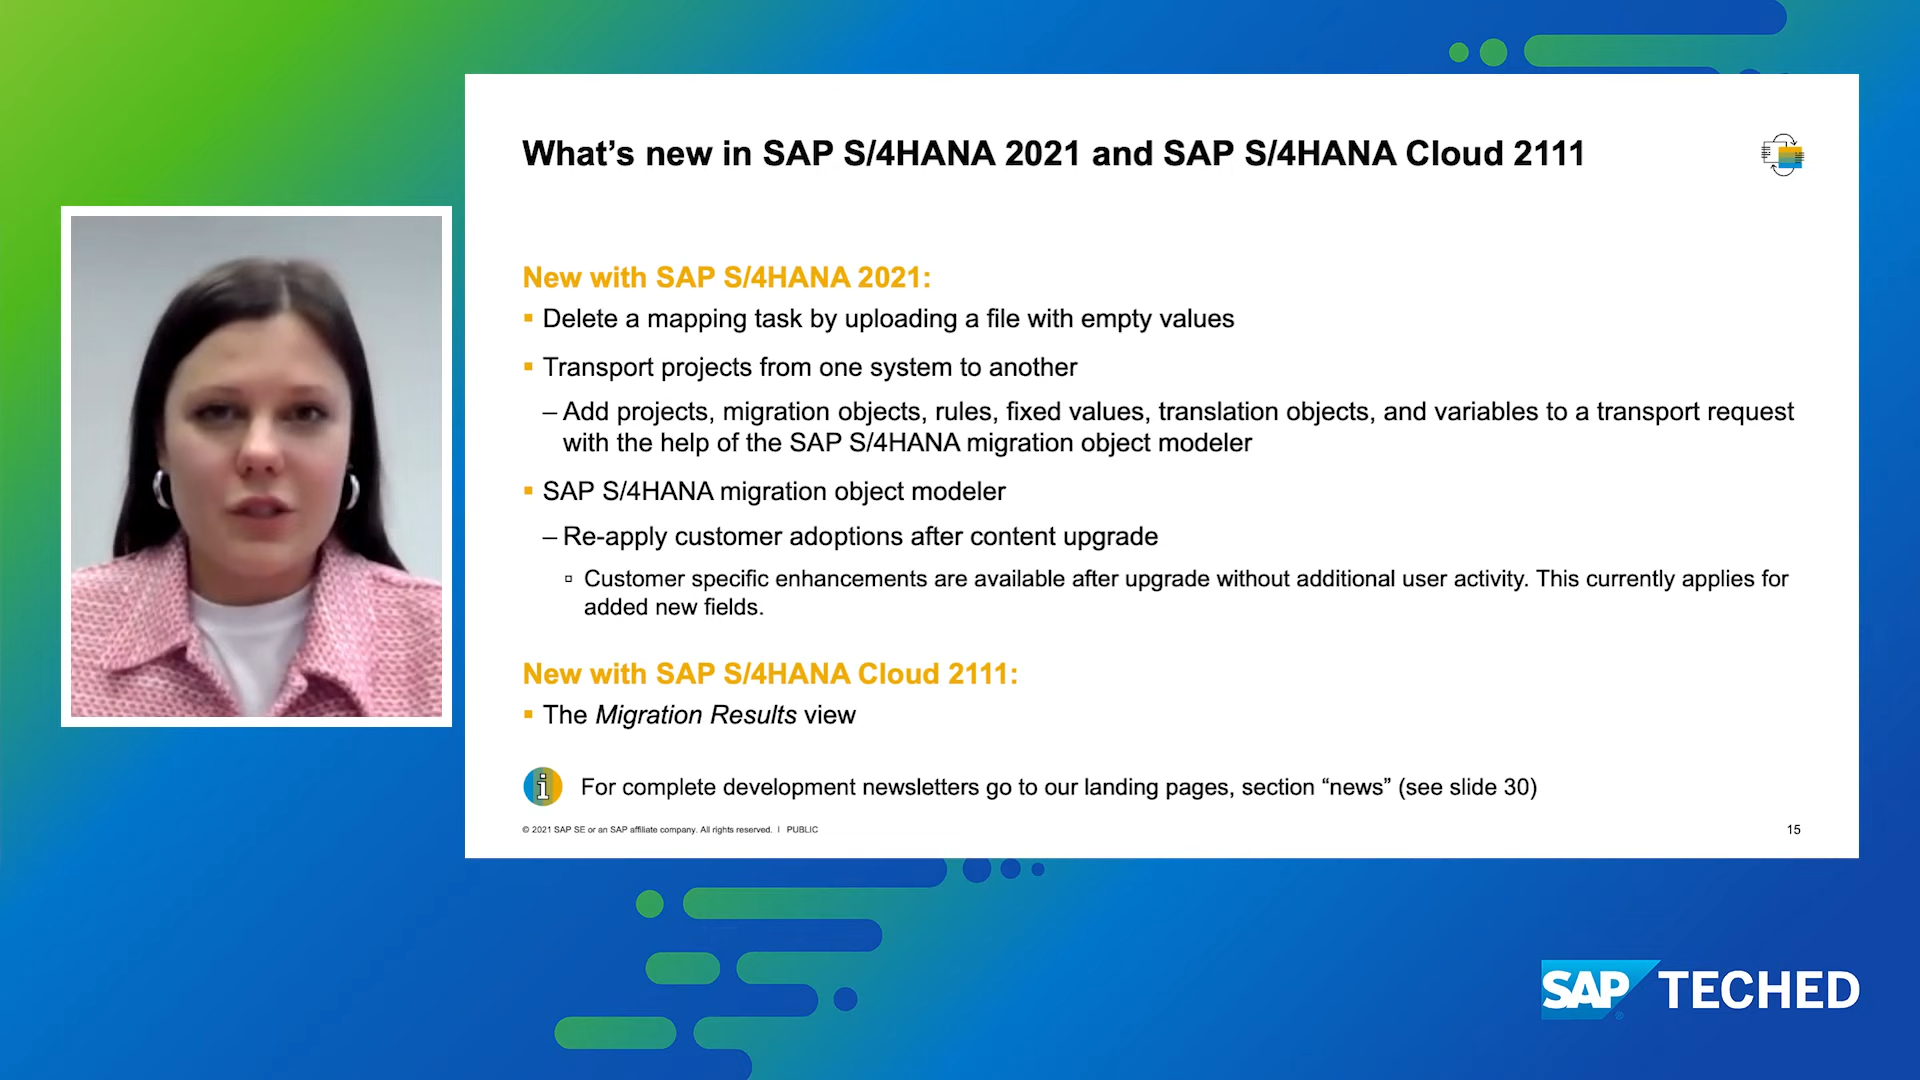 What's new in SAP S/4HANA 2021 and SAP S/4HANA Cloud 2111
New with SAP S/4HANA 2021:
▪ Delete a mapping task by uploading a file with empty values
▪ Transport projects from one system to another
– Add projects, migration objects, rules, fixed values, translation objects, and variables to a transport request
with the help of the SAP S/4HANA migration object modeler
▪ SAP S/4HANA migration object modeler
– Re-apply customer adoptions after content upgrade
▫ Customer specific enhancements are available after upgrade without additional user activity. This currently applies for
added new fields.
New with SAP S/4HANA Cloud 2111:
▪ The Migration Results view
i For complete development newsletters go to our landing pages, section “news” (see slide 30)
© 2021 SAP SE or an SAP affiliate company. All rights reserved. I PUBLIC
15
SAP® TECHED